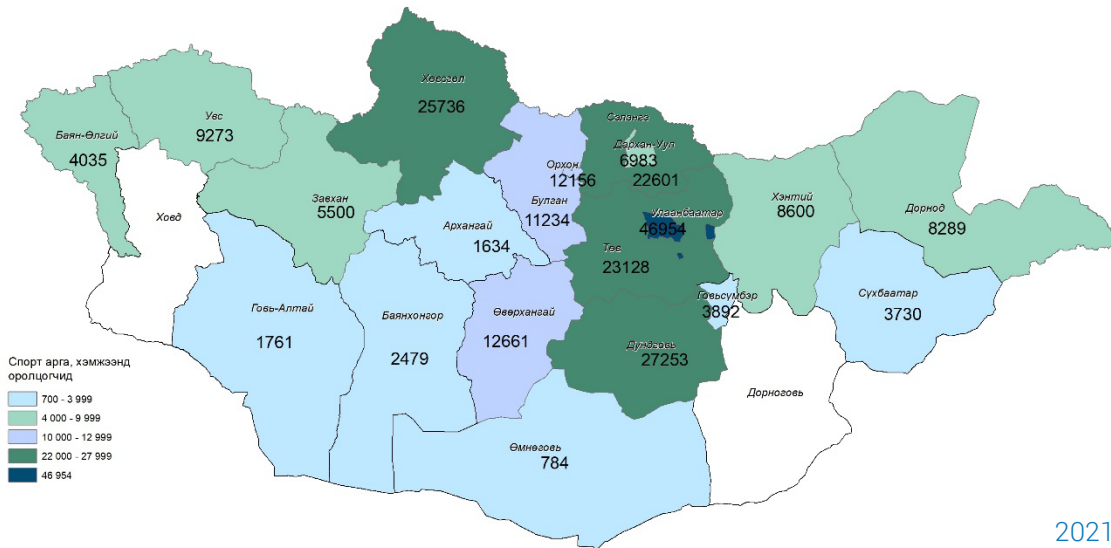 Хөвсгөл
25736
Увс
9273
Баян-Өлгий
4035
Ховд
Завхан
5500
Сэлэнгэ
Дархан-Уул
6983
22601
Орхон
12156
Булган
11234
Архангай
1634
Улаанбаатар
46954
Төв
23128
Хэнтий
8600
Дорнод
8289
Говь-Алтай
1761
Баянхонгор
2479
Өвөрхангай
12661
Говьсүмбэр
3892
Сүхбаатар
3730
Дундговь
27253
Дорноговь
Өмнөговь
784
Спорт арга, хэмжээнд
оролцогчид
700 - 3 999
4 000 - 9 999
10 000 - 12 999
22 000 - 27 999
46 954
2021